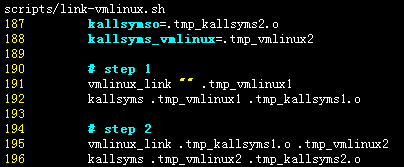 scripts/link-vmlinux.sh
187 kallsymso=.tmp_kallsyms2.o
188 kallsyms_vmlinux=.tmp_vmlinux2
189
190 # step 1
191 vmlinux_link "" .tmp_vmlinux1
192 kallsyms .tmp_vmlinux1 .tmp_kallsyms1.o
193
194 # step 2
195 vmlinux_link .tmp_kallsyms1.o .tmp_vmlinux2
196 kallsyms .tmp_vmlinux2 .tmp_kallsyms2.o